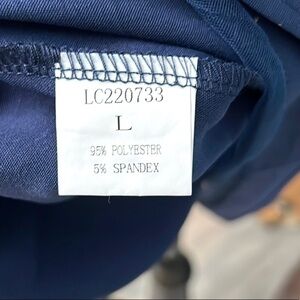 LC220733
L
95% POLYESTER
5% SPANDEX